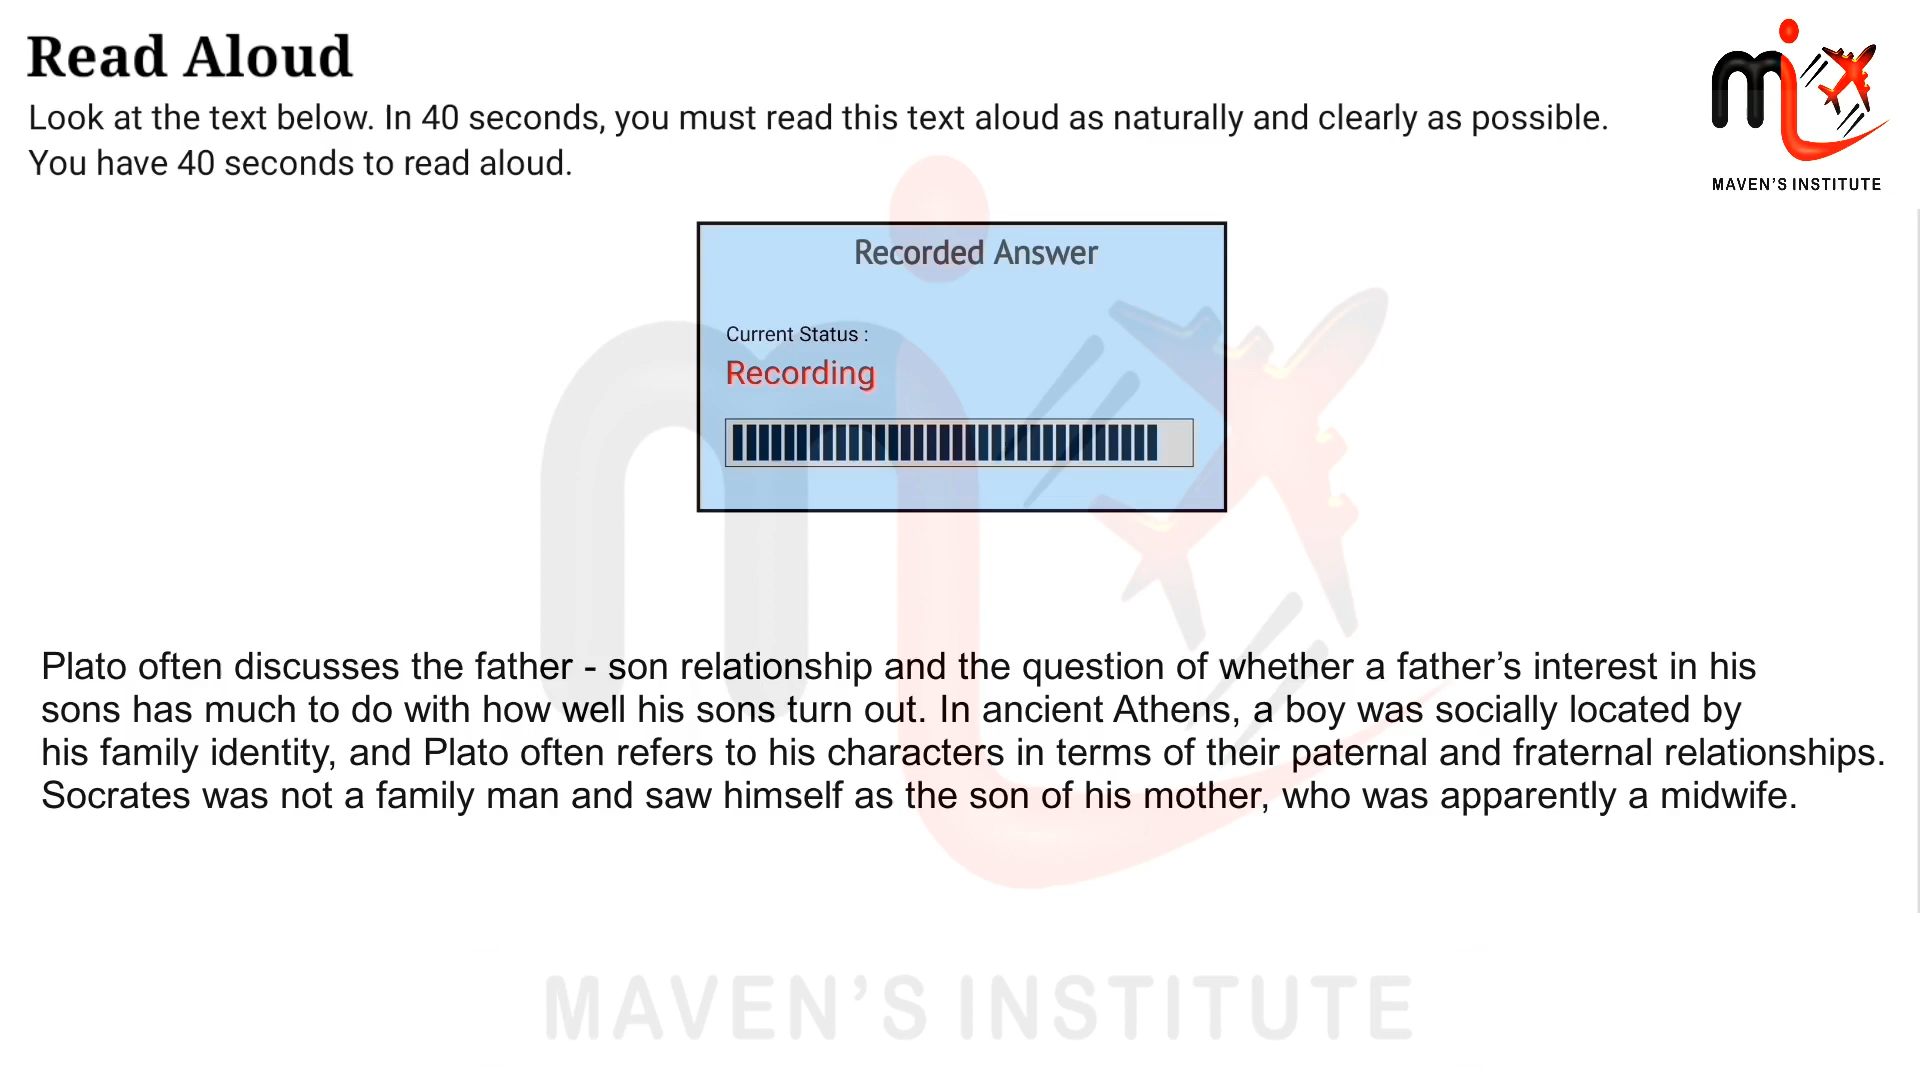 Read Aloud
Look at the text below. In 40 seconds, you must read this text aloud as naturally and clearly as possible.
You have 40 seconds to read aloud.
mi
MAVEN'S INSTITUTE
Recorded Answer
Current Status :
Recording
Plato often discusses the father - son relationship and the question of whether a father’s interest in his
sons has much to do with how well his sons turn out. In ancient Athens, a boy was socially located by
his family identity, and Plato often refers to his characters in terms of their paternal and fraternal relationships.
Socrates was not a family man and saw himself as the son of his mother, who was apparently a midwife.
MAVEN'S INSTITUTE